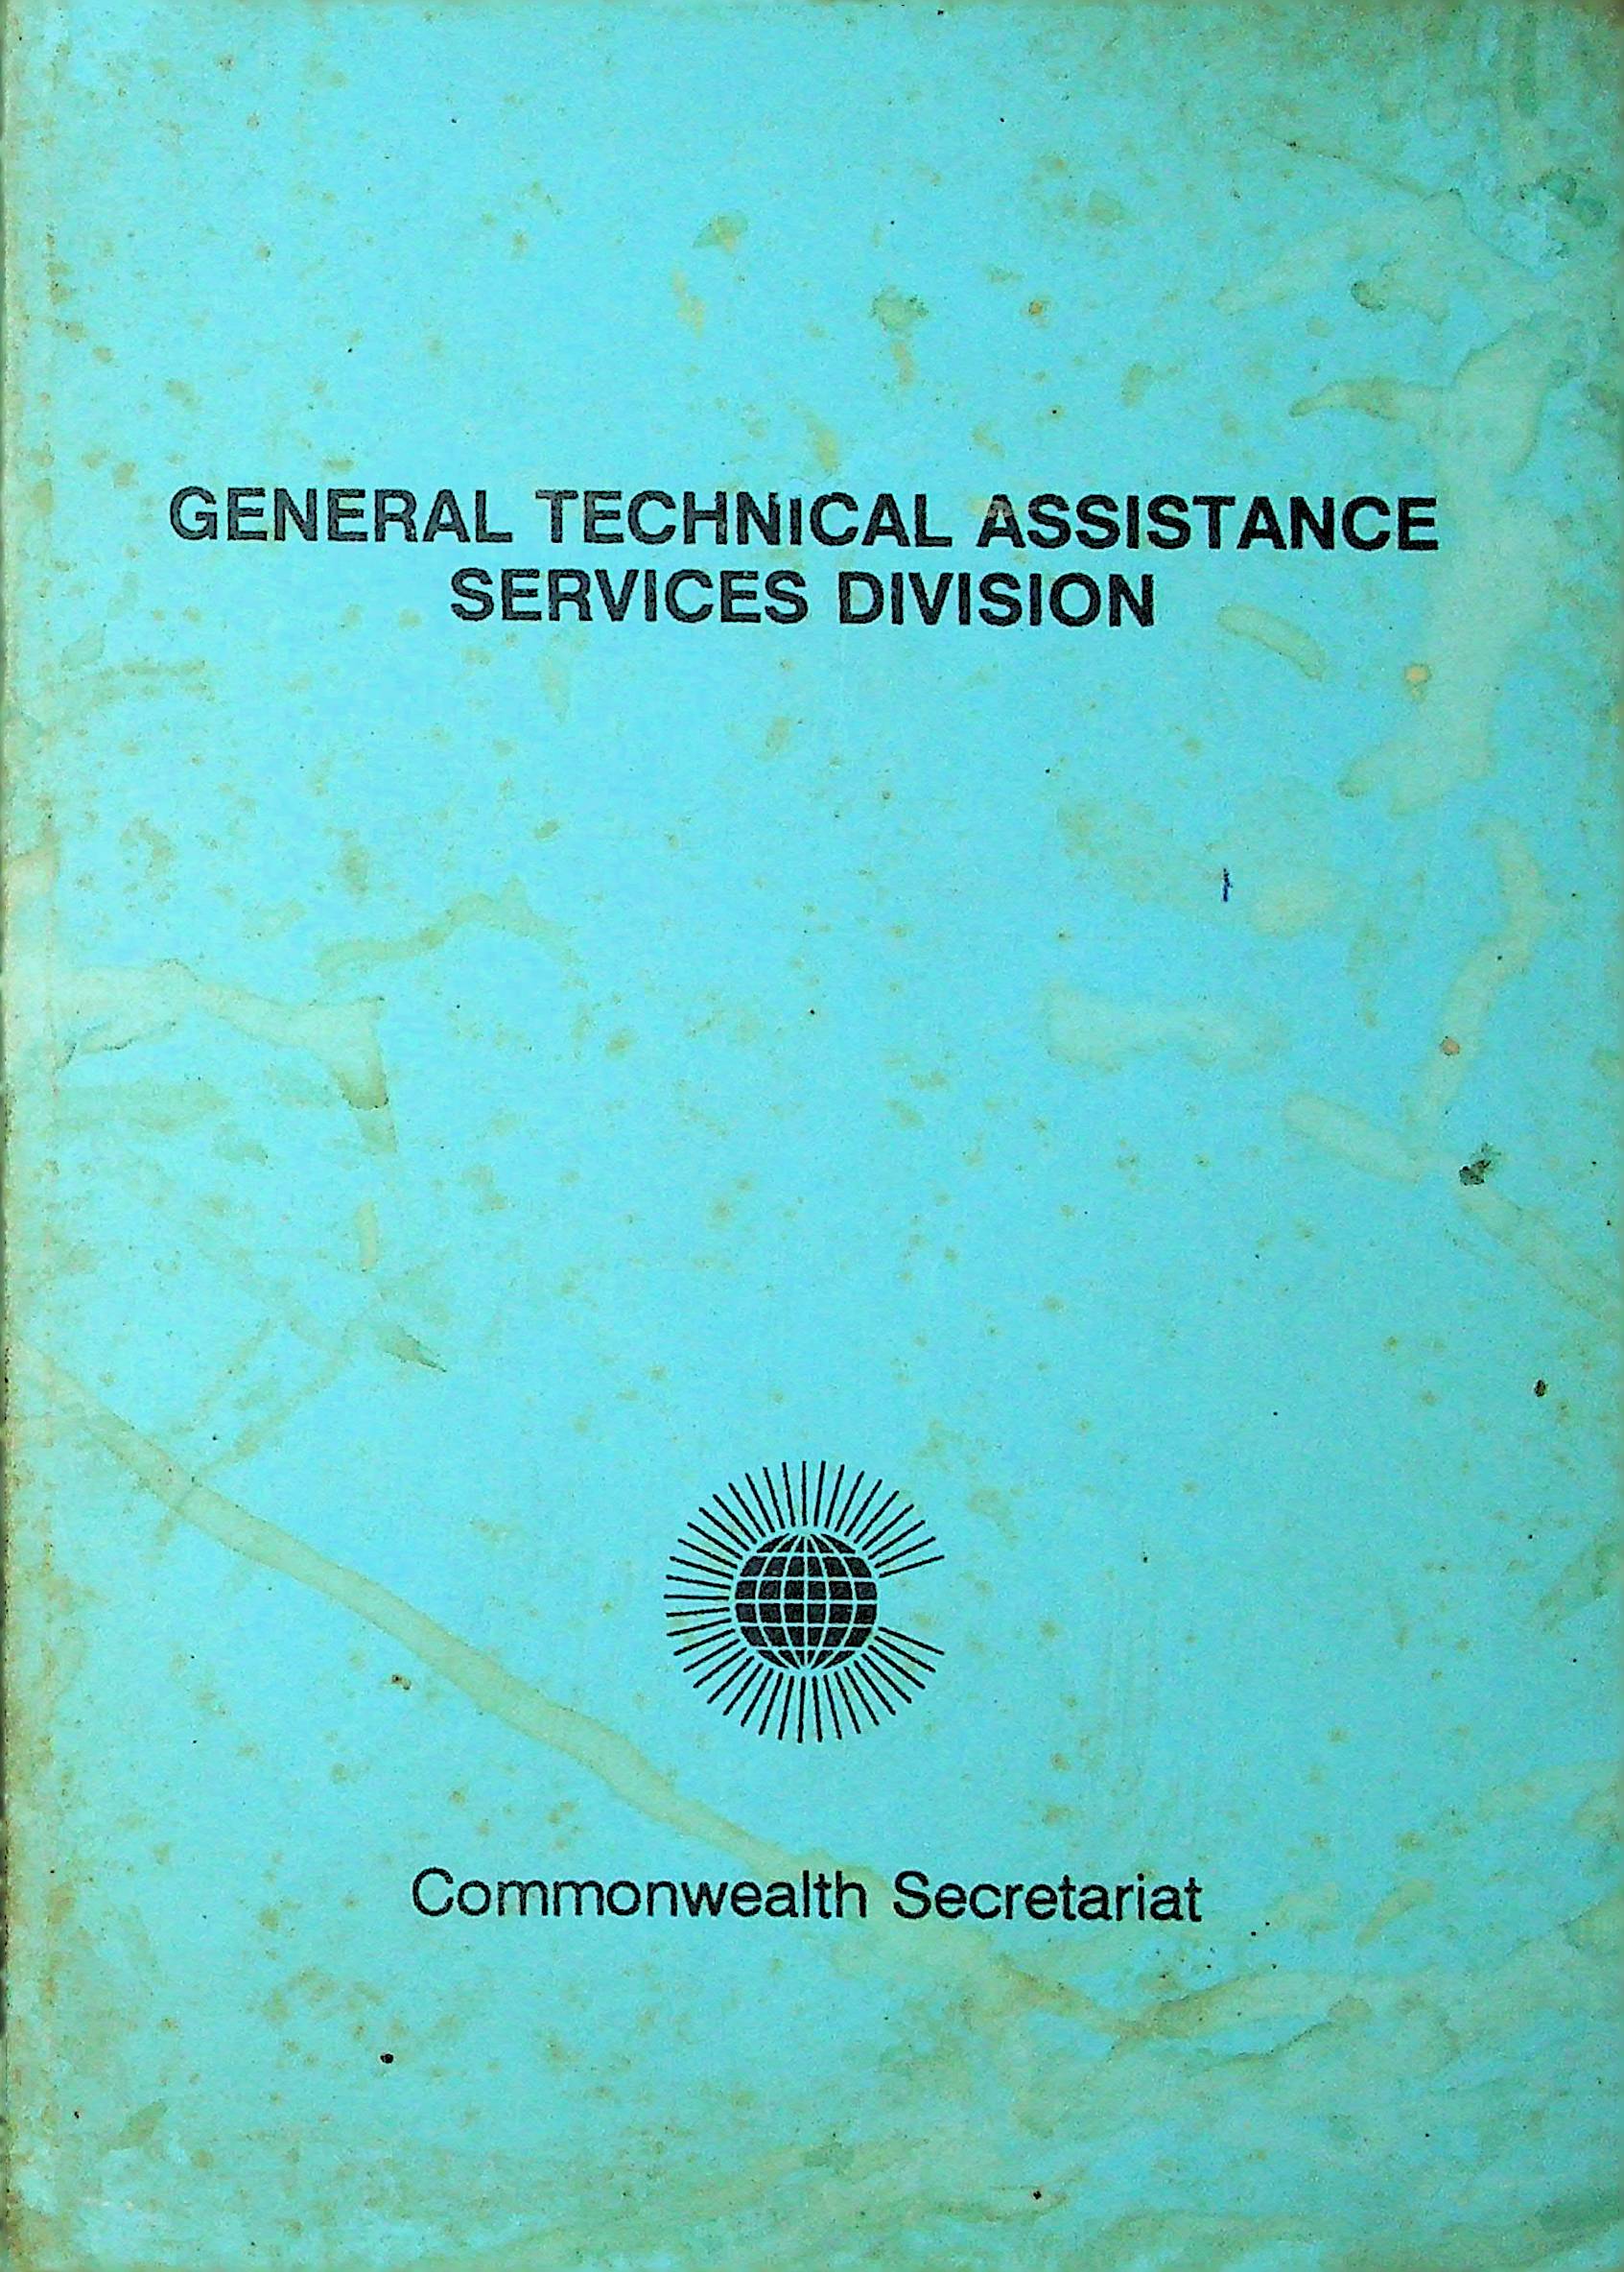 GENERAL TECHNICAL ASSISTANCE
SERVICES DIVISION
Commonwealth Secretariat